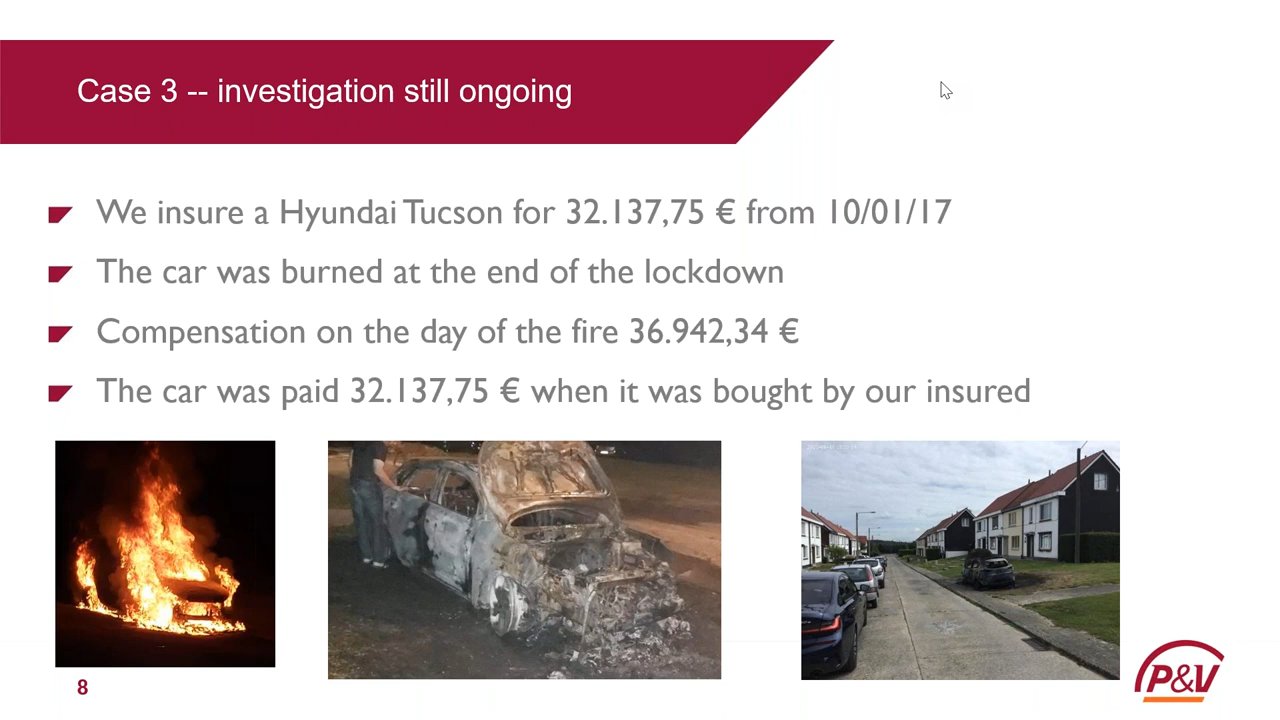 Case 3 -- investigation still ongoing
We insure a Hyundai Tucson for 32.137,75 € from 10/01/17
The car was burned at the end of the lockdown
Compensation on the day of the fire 36.942,34 €
The car was paid 32.137,75 € when it was bought by our insured
8
P&V